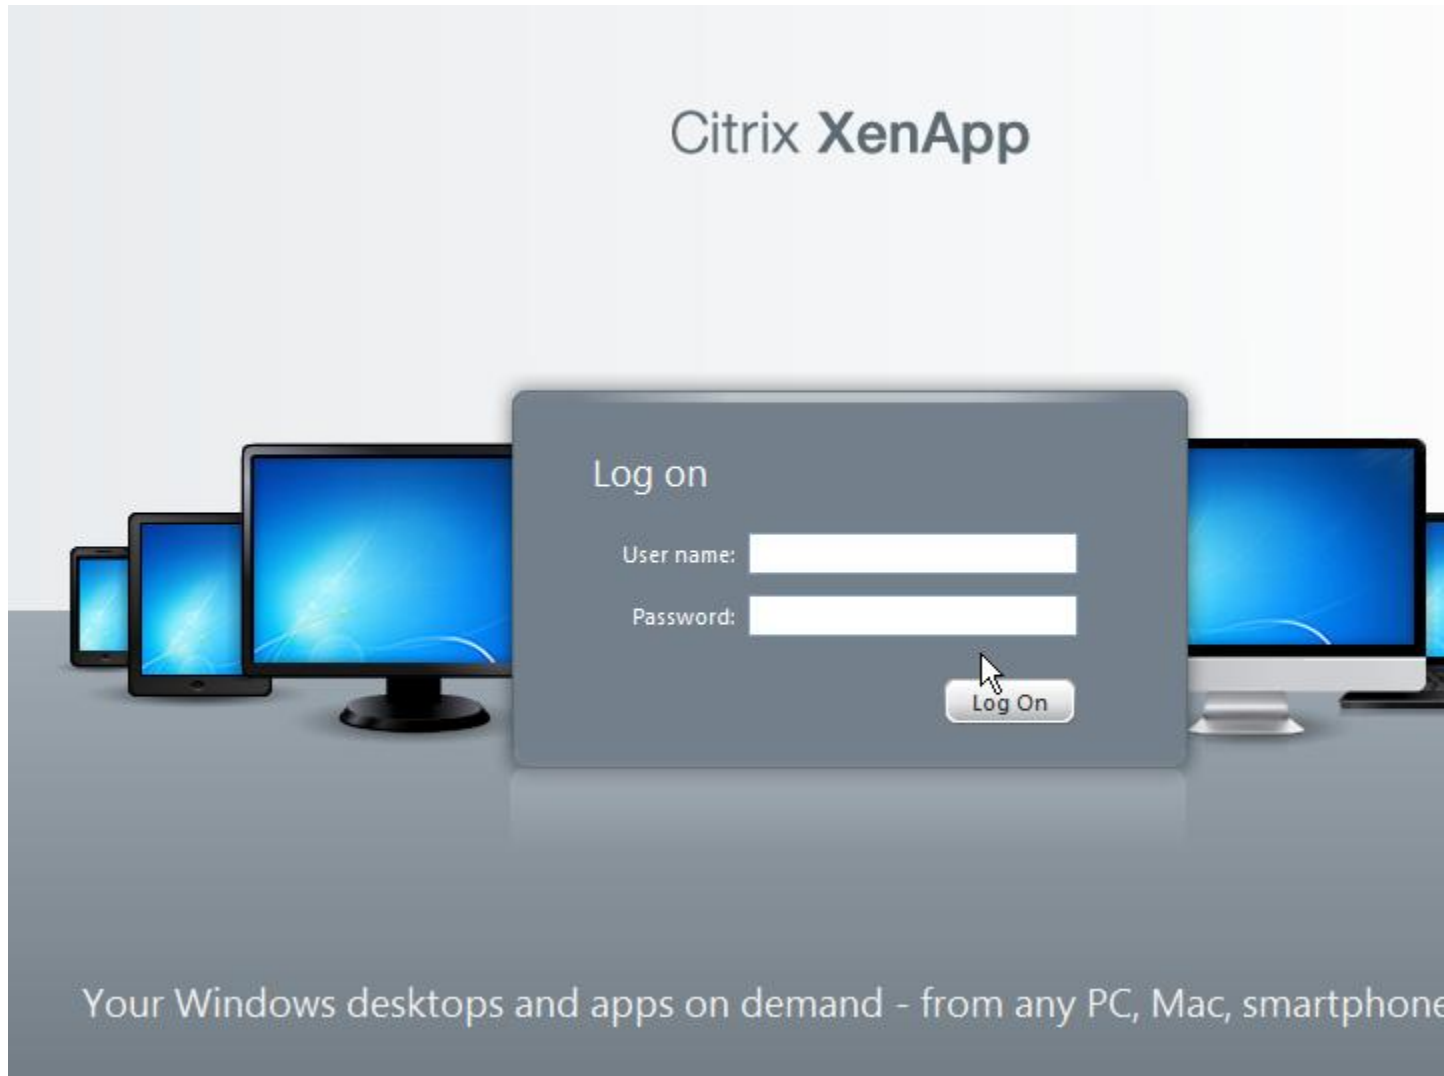 Citrix XenApp
Log on
User name:
Password:
Log On
Your Windows desktops and apps on demand - from any PC, Mac, smartphone